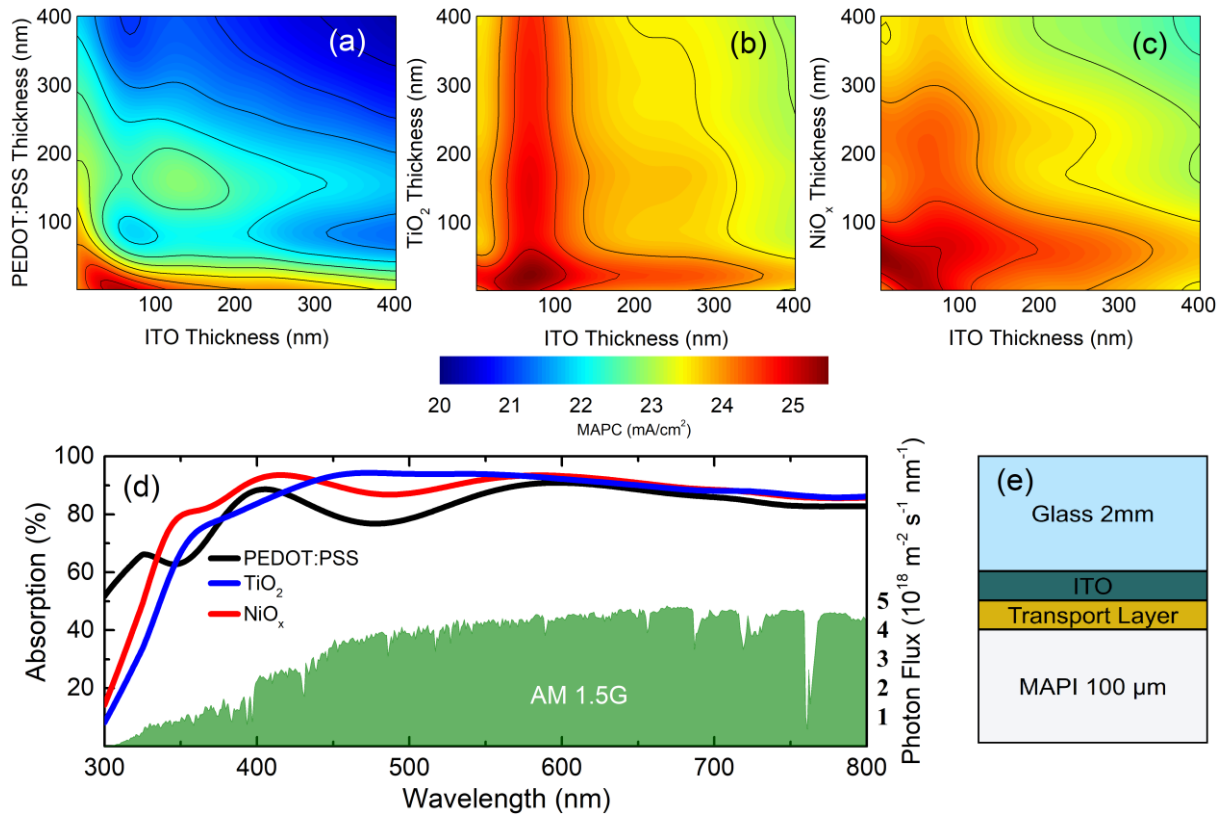 (a)
400
300
200
100
PEDOT:PSS Thickness (nm)
100 200 300 400
ITO Thickness (nm)
(b)
400
300
200
100
TiO2 Thickness (nm)
100 200 300 400
ITO Thickness (nm)
(c)
400
300
200
100
NiOx Thickness (nm)
100 200 300 400
ITO Thickness (nm)
20 21 22 23 24 25
MAPC (mA/cm²)
(d)
100
80
60
40
20
Absorption (%)
PEDOT:PSS
TiO2
NiOx
AM 1.5G
5
4
3
2
1
Photon Flux (10¹⁸ m⁻² s⁻¹ nm⁻¹)
300 400 500 600 700 800
Wavelength (nm)
(e)
Glass 2mm
ITO
Transport Layer
MAPI 100 µm